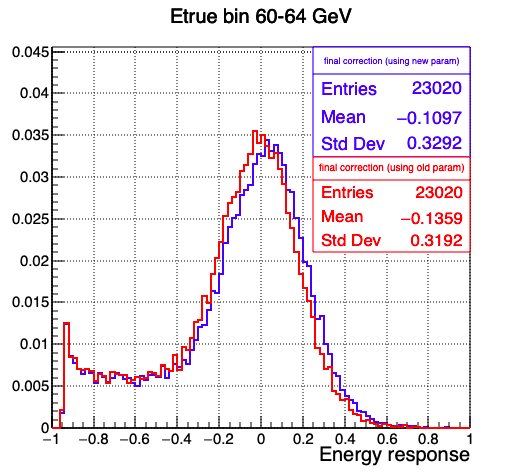 Etrue bin 60-64 GeV
0.045
0.04
0.035
0.03
0.025
0.02
0.015
0.01
0.005
0
final correction (using new param)
Entries 23020
Mean −0.1097
Std Dev 0.3292
final correction (using old param)
Entries 23020
Mean −0.1359
Std Dev 0.3192
−1 −0.8 −0.6 −0.4 −0.2 0 0.2 0.4 0.6 0.8 1
Energy response